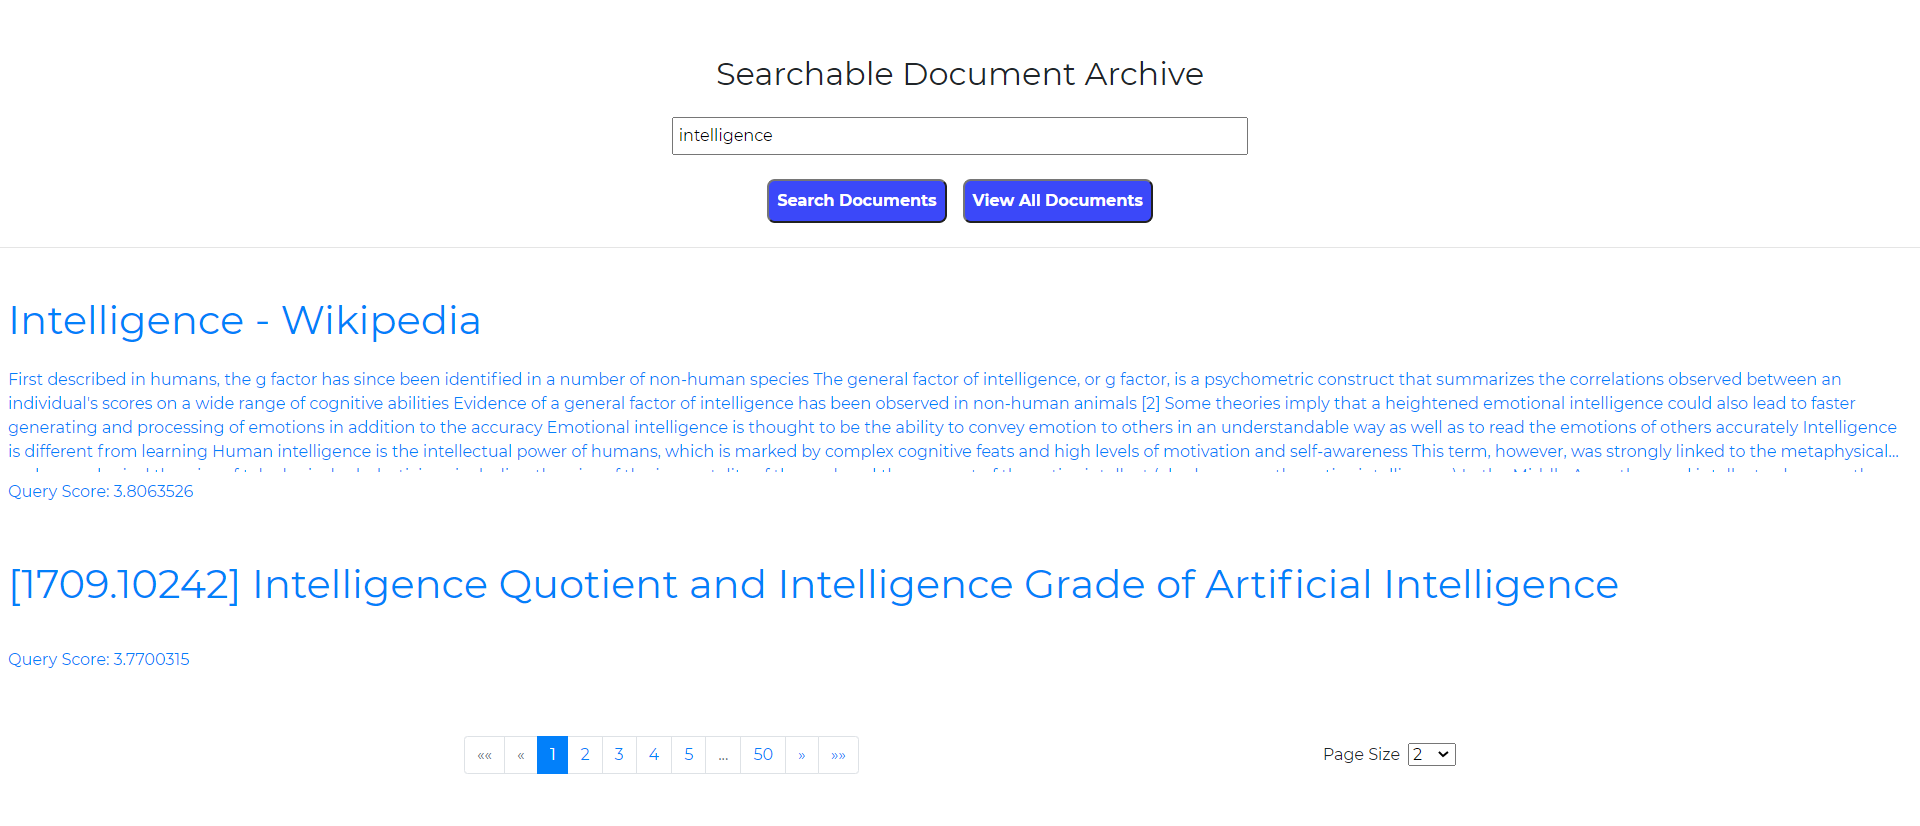 Searchable Document Archive
intelligence
Search Documents View All Documents
Intelligence - Wikipedia
First described in humans, the g factor has since been identified in a number of non-human species The general factor of intelligence, or g factor, is a psychometric construct that summarizes the correlations observed between an
individual's scores on a wide range of cognitive abilities Evidence of a general factor of intelligence has been observed in non-human animals [2] Some theories imply that a heightened emotional intelligence could also lead to faster
generating and processing of emotions in addition to the accuracy Emotional intelligence is thought to be the ability to convey emotion to others in an understandable way as well as to read the emotions of others accurately Intelligence
is different from learning Human intelligence is the intellectual power of humans, which is marked by complex cognitive feats and high levels of motivation and self-awareness This term, however, was strongly linked to the metaphysical...
Query Score: 3.8063526
[1709.10242] Intelligence Quotient and Intelligence Grade of Artificial Intelligence
Query Score: 3.7700315
«« « 1 2 3 4 5 ... 50 » »» Page Size 2